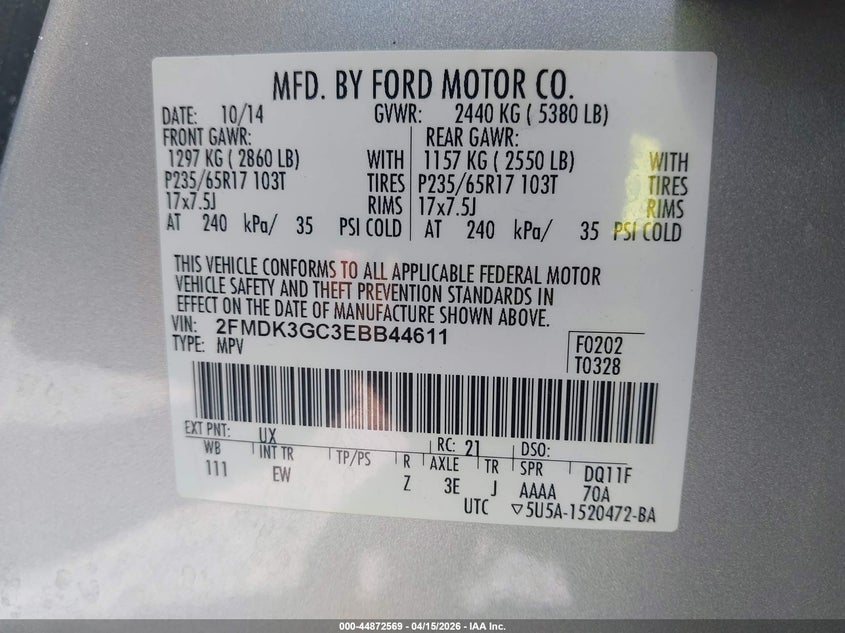 MFD. BY FORD MOTOR CO.
DATE: 10/14 GVWR: 2440 KG ( 5380 LB)
FRONT GAWR: REAR GAWR:
1297 KG ( 2860 LB) WITH 1157 KG ( 2550 LB) WITH
P235/65R17 103T TIRES P235/65R17 103T TIRES
17x7.5J RIMS 17x7.5J RIMS
AT 240 kPa/ 35 PSI COLD AT 240 kPa/ 35 PSI COLD
THIS VEHICLE CONFORMS TO ALL APPLICABLE FEDERAL MOTOR
VEHICLE SAFETY AND THEFT PREVENTION STANDARDS IN
EFFECT ON THE DATE OF MANUFACTURE SHOWN ABOVE.
VIN: 2FMDK3GC3EBB44611
TYPE: MPV F0202
T0328
EXT PNT: UX RC: 21 DSO:
WB INT TR TP/PS R AXLE TR SPR DQ11F
111 EW Z 3E J AAAA 70A
UTC ▽5U5A-1520472-BA
000-44872569 - 04/15/2026 - IAA Inc.